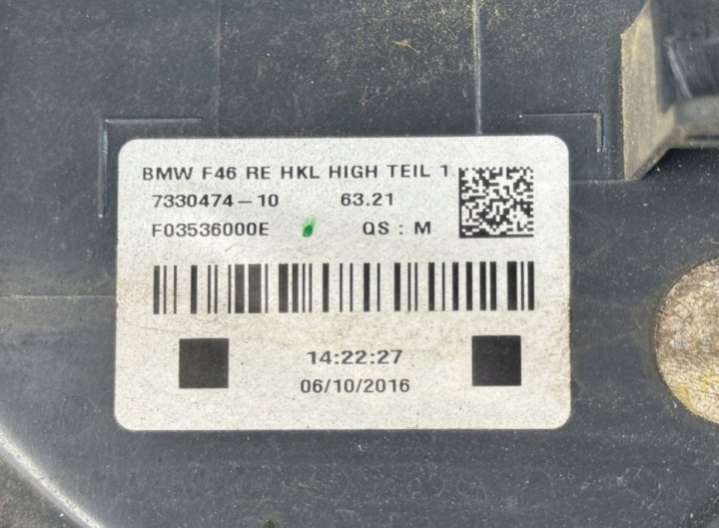 BMW F46 RE HKL HIGH TEIL 1
7330474-10 63.21
F03536000E QS : M
14:22:27
06/10/2016